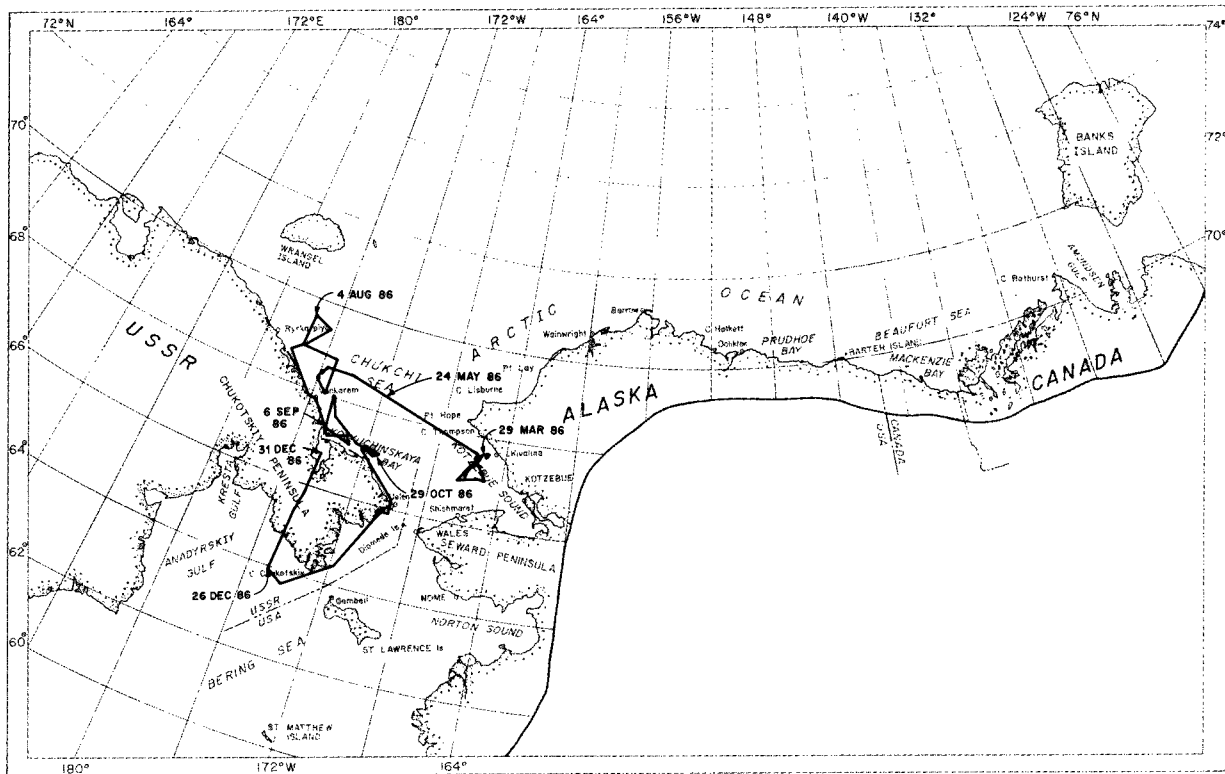 72°N
164°
172°E
180°
172°W
164°
156°W
148°
140°W
132°W
124°W
76°N
74°
70°
68°
66°
64°
62°
60°
70°
180°
172°W
164°
BANKS
ISLAND
WRANGEL
ISLAND
4 AUG 86
USSR
ARCTIC
OCEAN
CHUKCHI
SEA
24 MAY 86
Pt Lay
C Lisburne
Pt Hope
C Thompson
29 MAR 86
Kivalina
KOTZEBUE
KOTZEBUE SOUND
Wainwright
Barrow
C Halkett
Oliktok
PRUDHOE
BAY
BEAUFORT SEA
BARTER ISLAND
MACKENZIE
BAY
C Bathurst
AMUNDSEN
GULF
ALASKA
CANADA
CANADA
USA
CHUKOTSKIY
PENINSULA
6 SEP
86
31 DEC
86
KOLYUCHINSKAYA
BAY
29 OCT 86
Shishmaref
Diomede Is
WALES
SEWARD PENINSULA
KRESTA
GULF
ANADYRSKIY
GULF
C Chukotskiy
26 DEC 86
USSR
USA
Gambell
NOME
NORTON SOUND
ST LAWRENCE Is
BERING SEA
ST MATTHEW
ISLAND